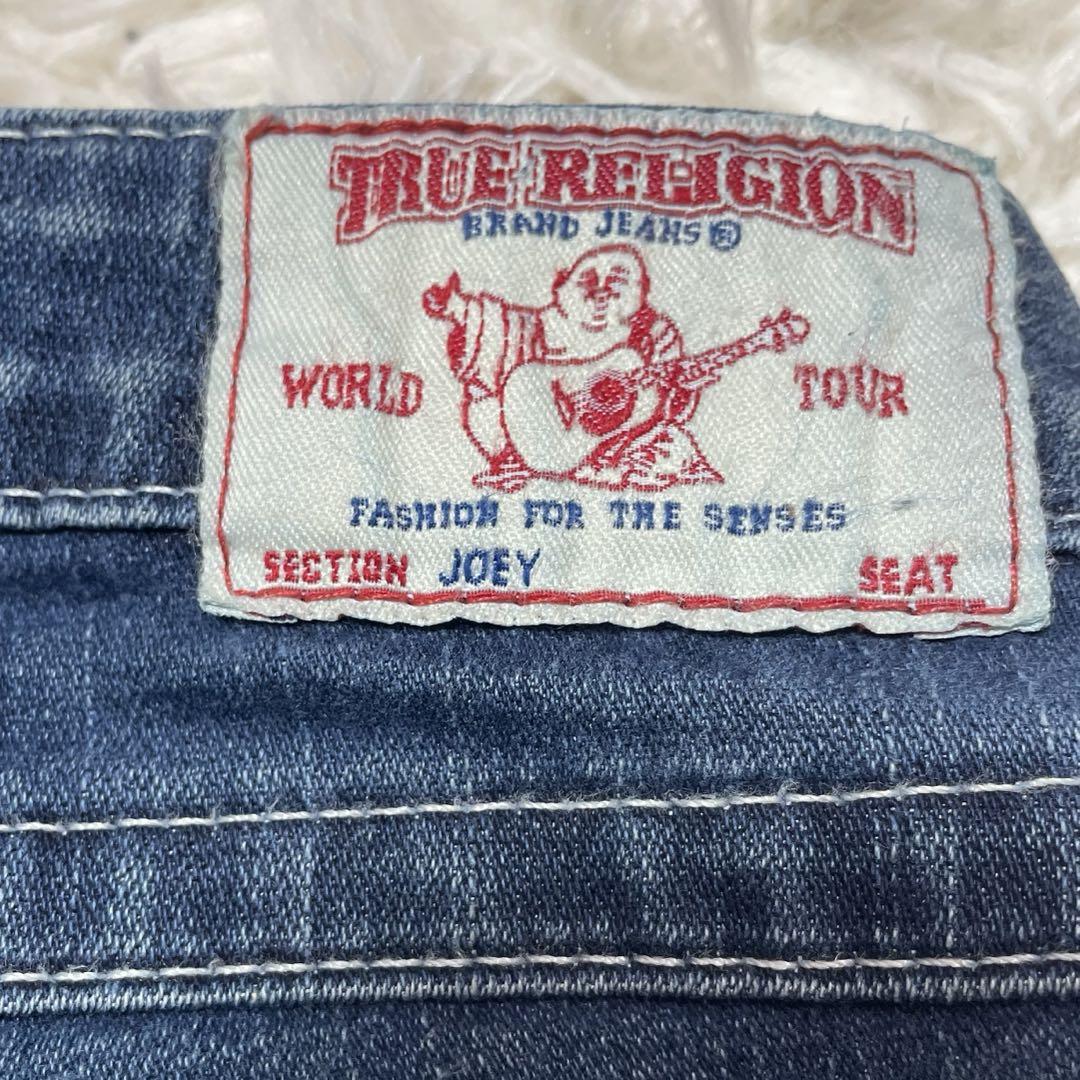 TRUE RELIGION
BRAND JEANS®
WORLD TOUR
FASHION FOR THE SENSES
SECTION JOEY SEAT